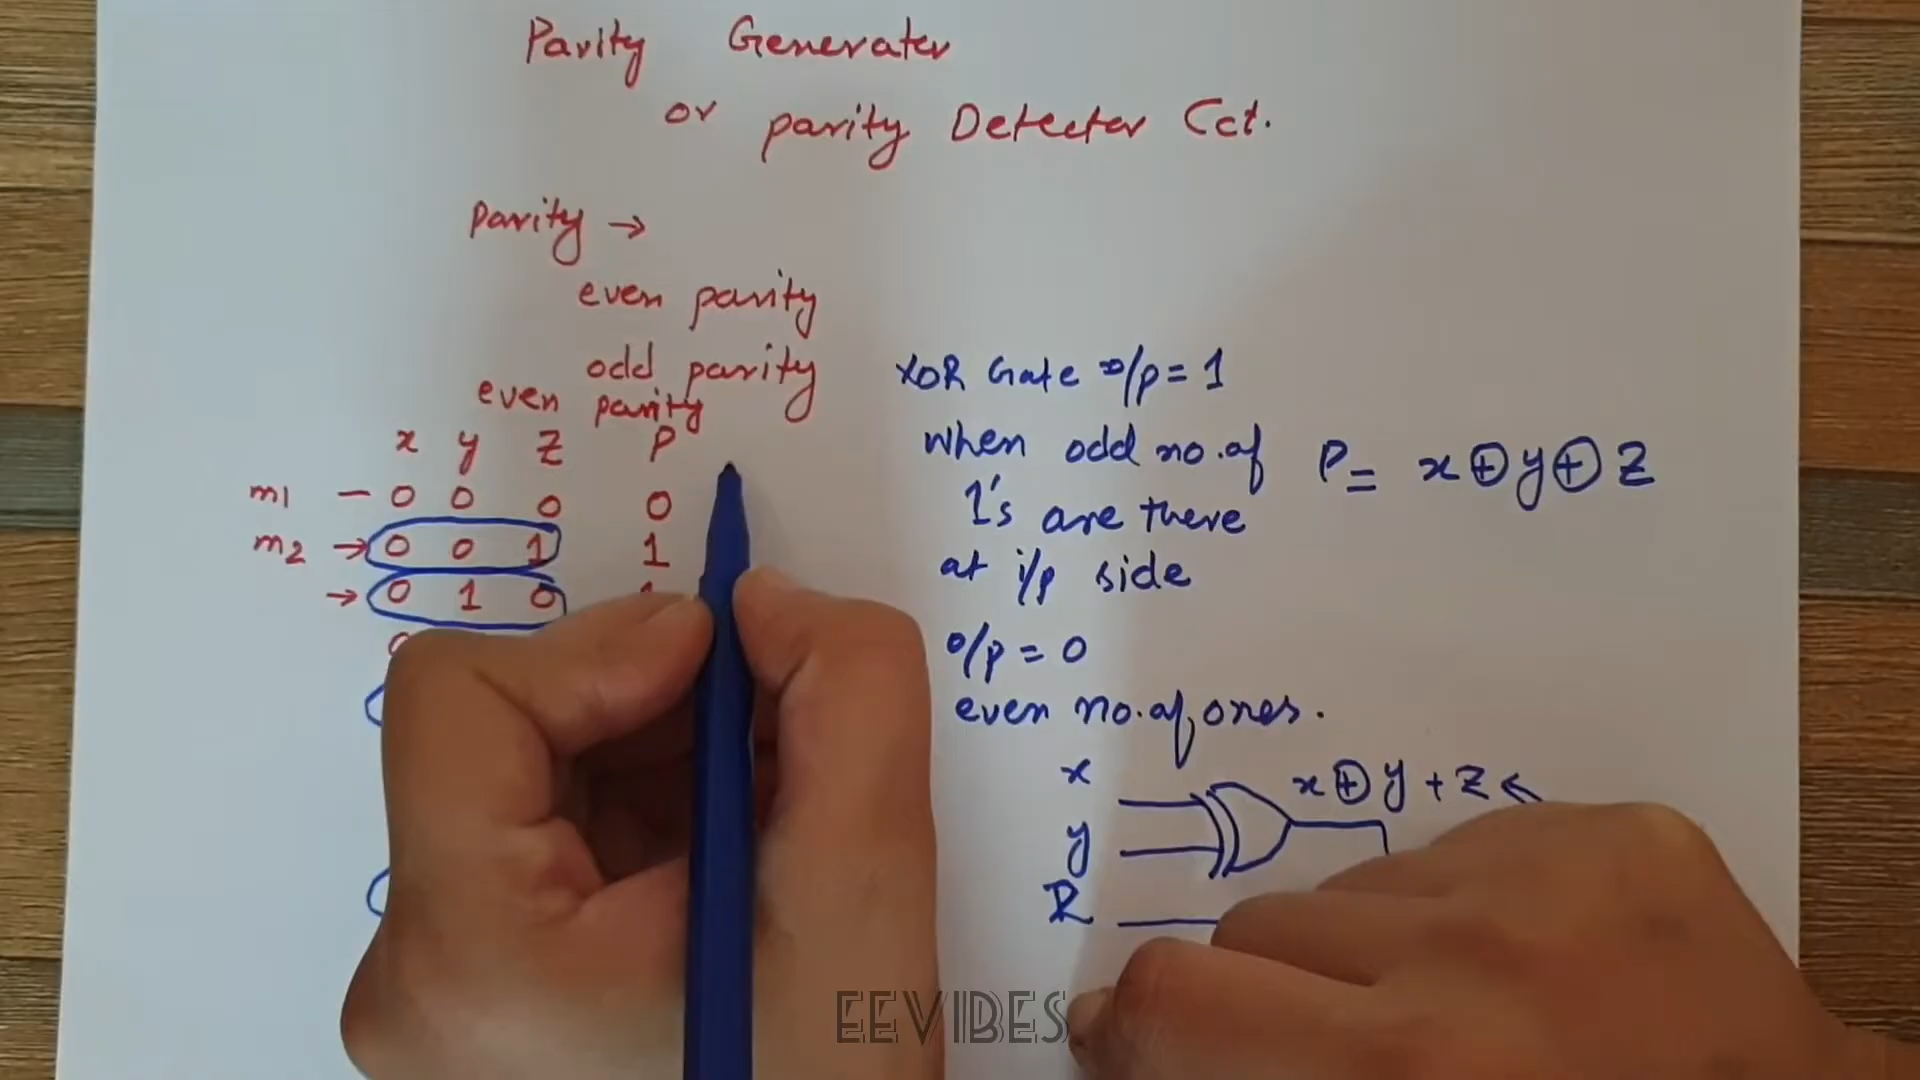 Parity Generater
or parity Detecter Cct.
parity →
even parity
odd parity
even parity
x y z P
m1 – 0 0 0 0
m2 → 0 0 1 1
→ 0 1 0
XOR Gate o/p = 1
when odd no. of
1's are there
at i/p side
o/p = 0
even no. of ones.
P = x ⊕ y ⊕ z
x
y
x ⊕ y + z ←
EEVIBES